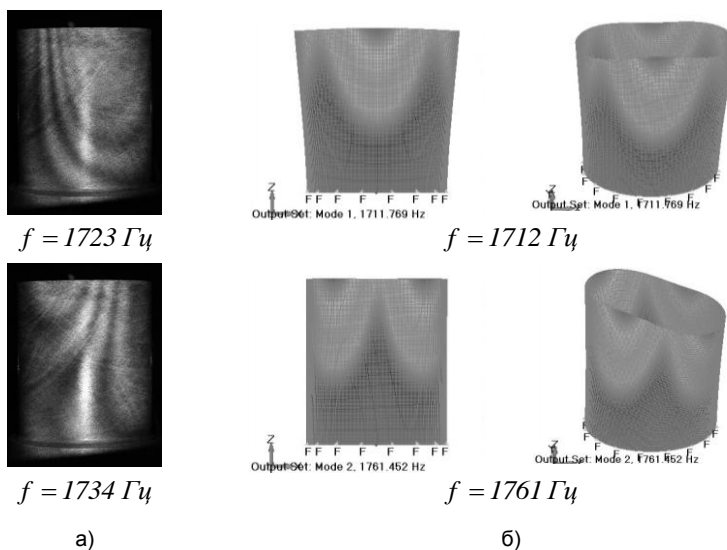 Z
X
F F F F F F F F
Output Set: Mode 1, 1711.769 Hz
F F F F F F F F
Output Set: Mode 1, 1711.769 Hz
f = 1723 Гц
f = 1712 Гц
Z
X
F F F F F F F F
Output Set: Mode 2, 1761.452 Hz
F F F F F F F F
Output Set: Mode 2, 1761.452 Hz
f = 1734 Гц
f = 1761 Гц
а)
б)